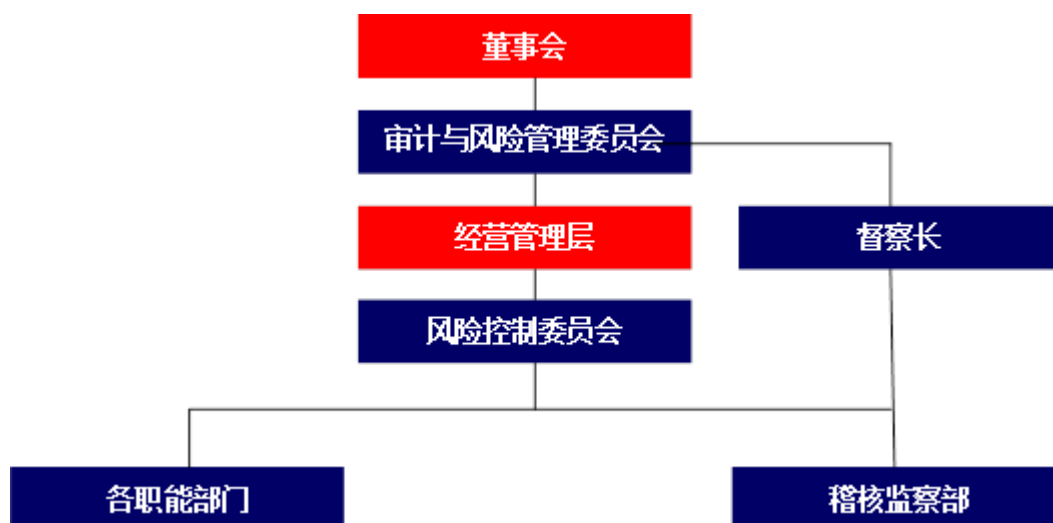 董事会
审计与风险管理委员会
经营管理层
督察长
风险控制委员会
各职能部门
稽核监察部